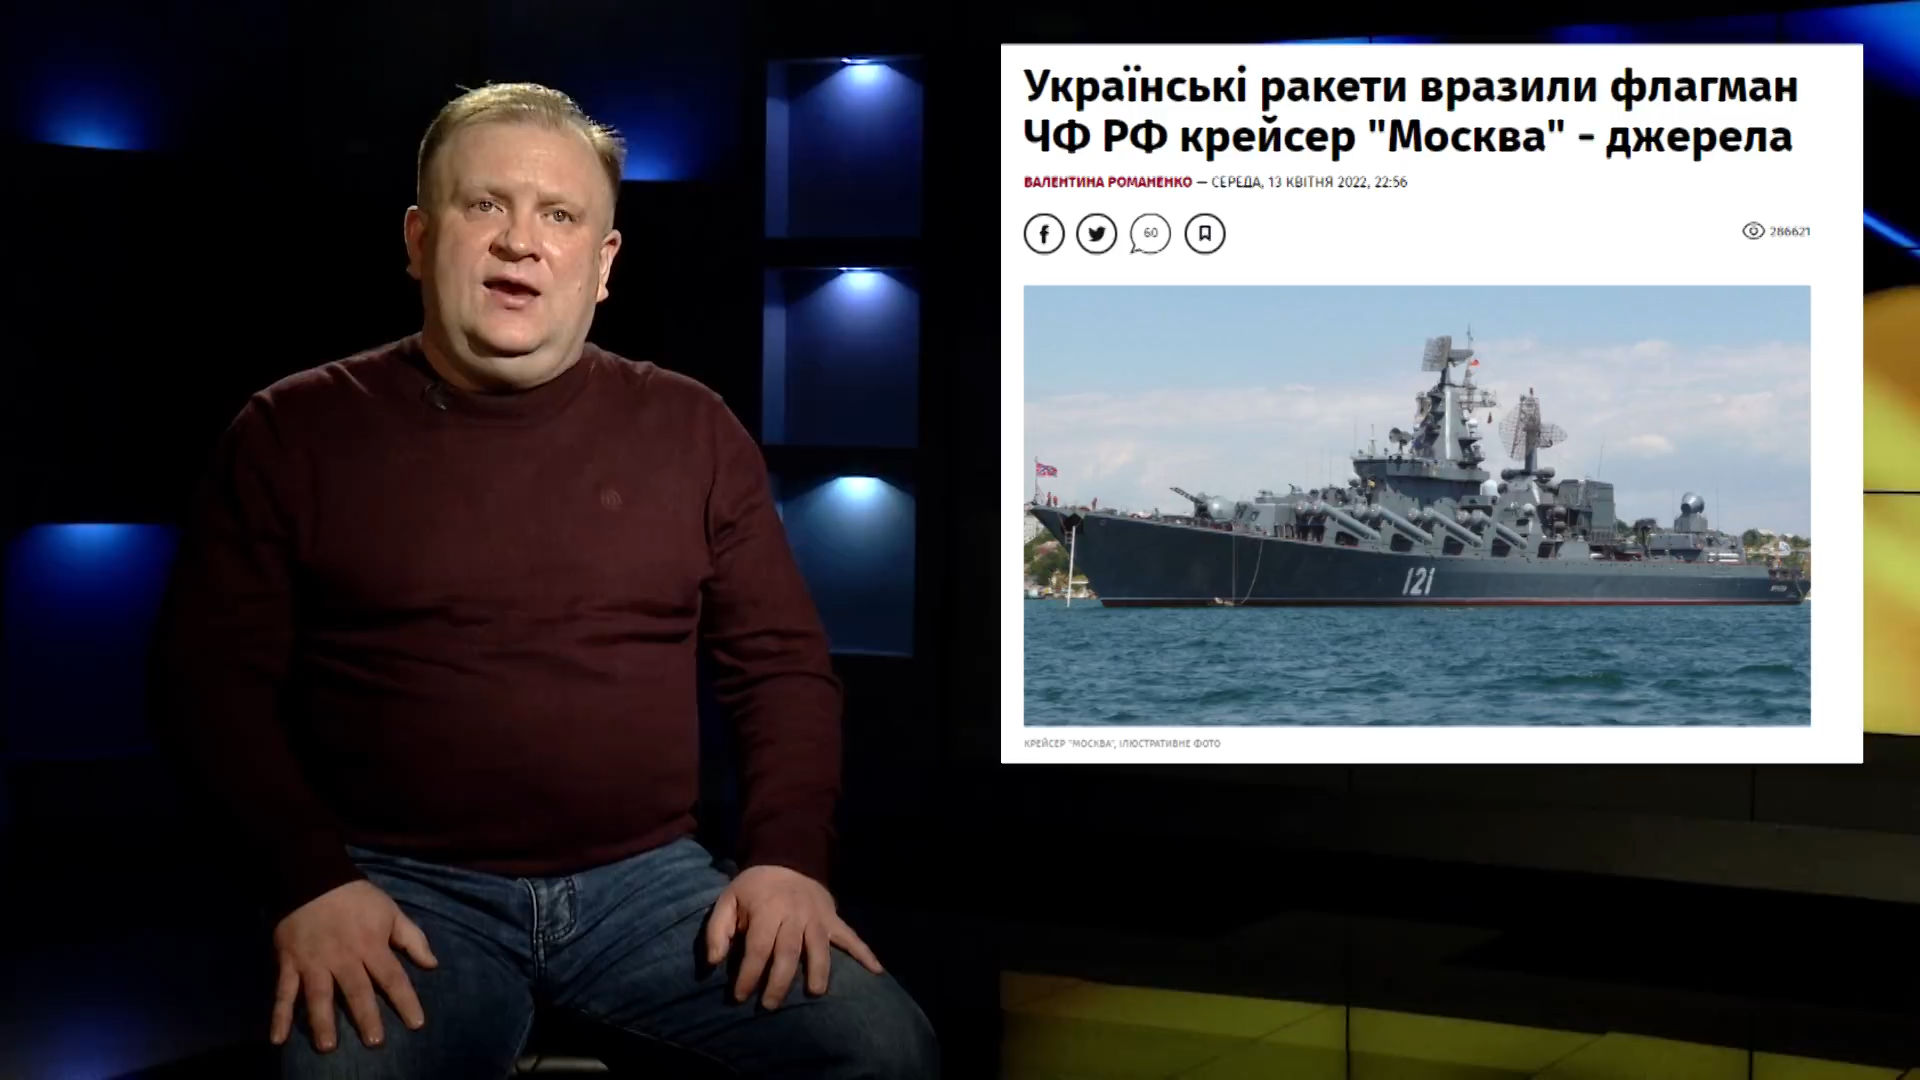 Українські ракети вразили флагман
ЧФ РФ крейсер "Москва" - джерела
ВАЛЕНТИНА РОМАНЕНКО — СЕРЕДА, 13 КВІТНЯ 2022, 22:56
60
286621
121
КРЕЙСЕР "МОСКВА", ІЛЮСТРАТИВНЕ ФОТО